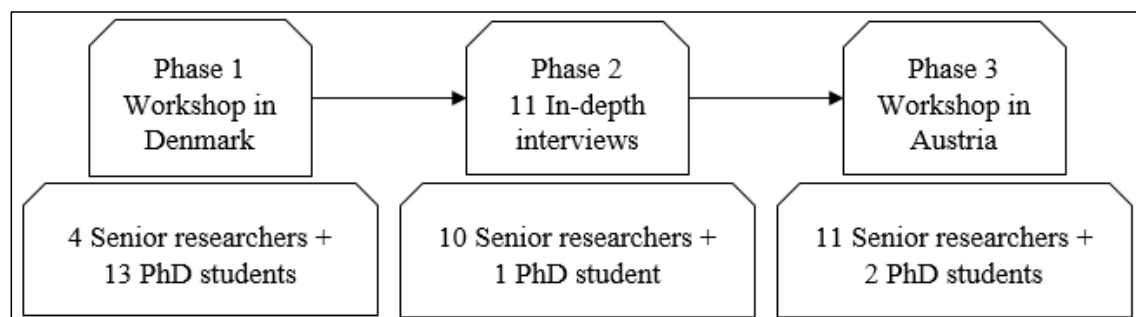 Phase 1
Workshop in
Denmark
Phase 2
11 In-depth
interviews
Phase 3
Workshop in
Austria
4 Senior researchers +
13 PhD students
10 Senior researchers +
1 PhD student
11 Senior researchers +
2 PhD students